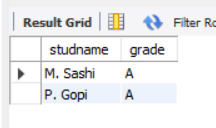 Result Grid Filter Ro
studname grade
M. Sashi A
P. Gopi A